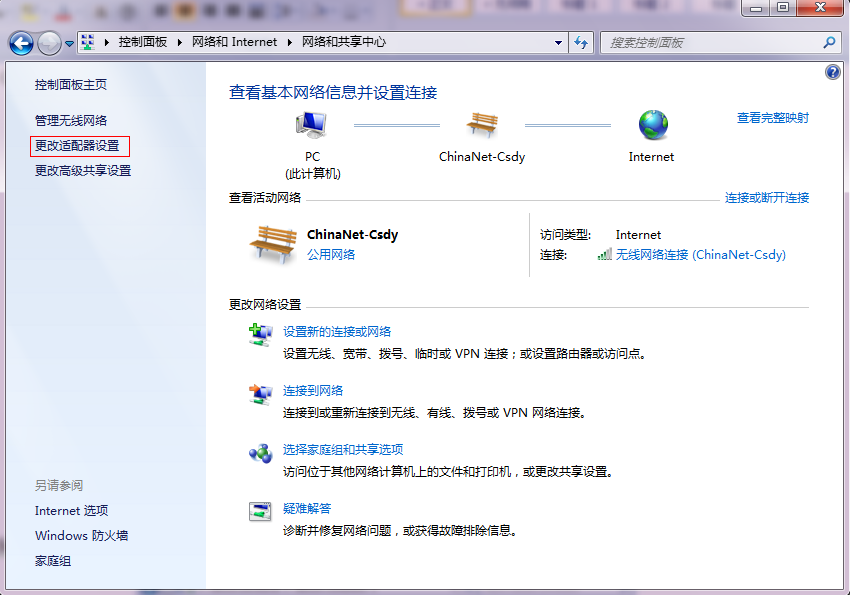 控制面板 ▸ 网络和 Internet ▸ 网络和共享中心
搜索控制面板
控制面板主页
管理无线网络
更改适配器设置
更改高级共享设置
查看基本网络信息并设置连接
查看完整映射
PC
(此计算机)
ChinaNet-Csdy
Internet
查看活动网络
连接或断开连接
ChinaNet-Csdy
公用网络
访问类型: Internet
连接: 无线网络连接 (ChinaNet-Csdy)
更改网络设置
设置新的连接或网络
设置无线、宽带、拨号、临时或 VPN 连接；或设置路由器或访问点。
连接到网络
连接到或重新连接到无线、有线、拨号或 VPN 网络连接。
选择家庭组和共享选项
访问位于其他网络计算机上的文件和打印机，或更改共享设置。
疑难解答
诊断并修复网络问题，或获得故障排除信息。
另请参阅
Internet 选项
Windows 防火墙
家庭组